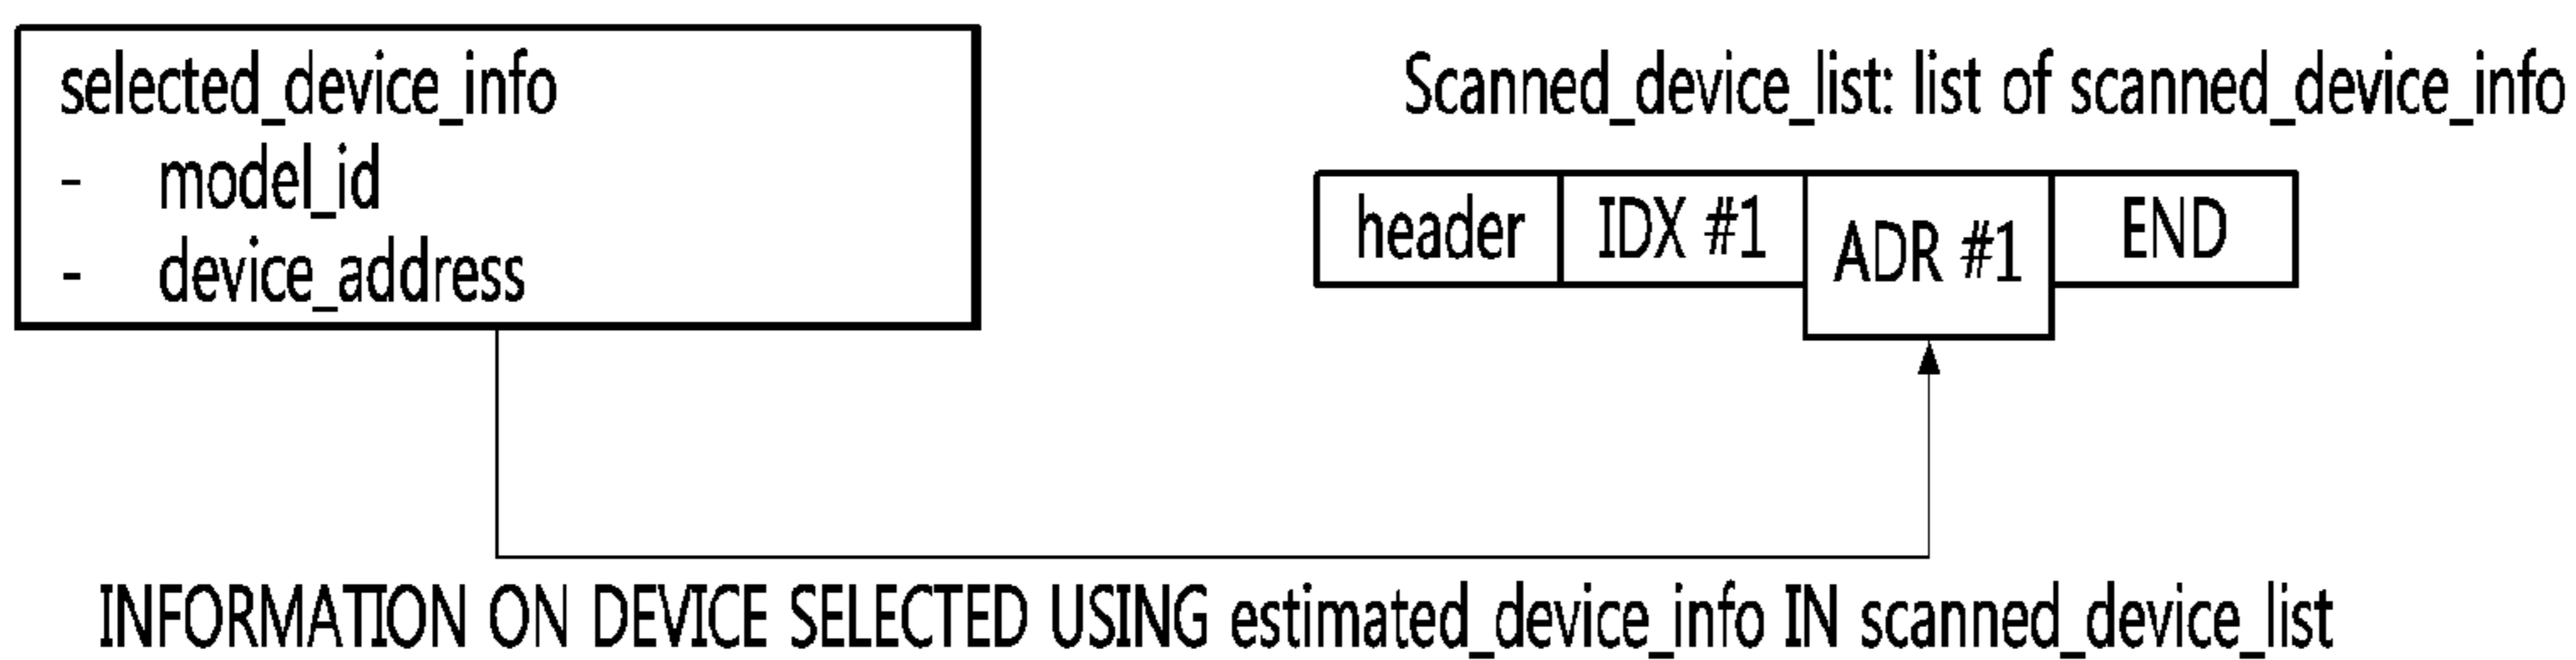 selected_device_info
- model_id
- device_address
Scanned_device_list: list of scanned_device_info
header IDX #1 ADR #1 END
INFORMATION ON DEVICE SELECTED USING estimated_device_info IN scanned_device_list